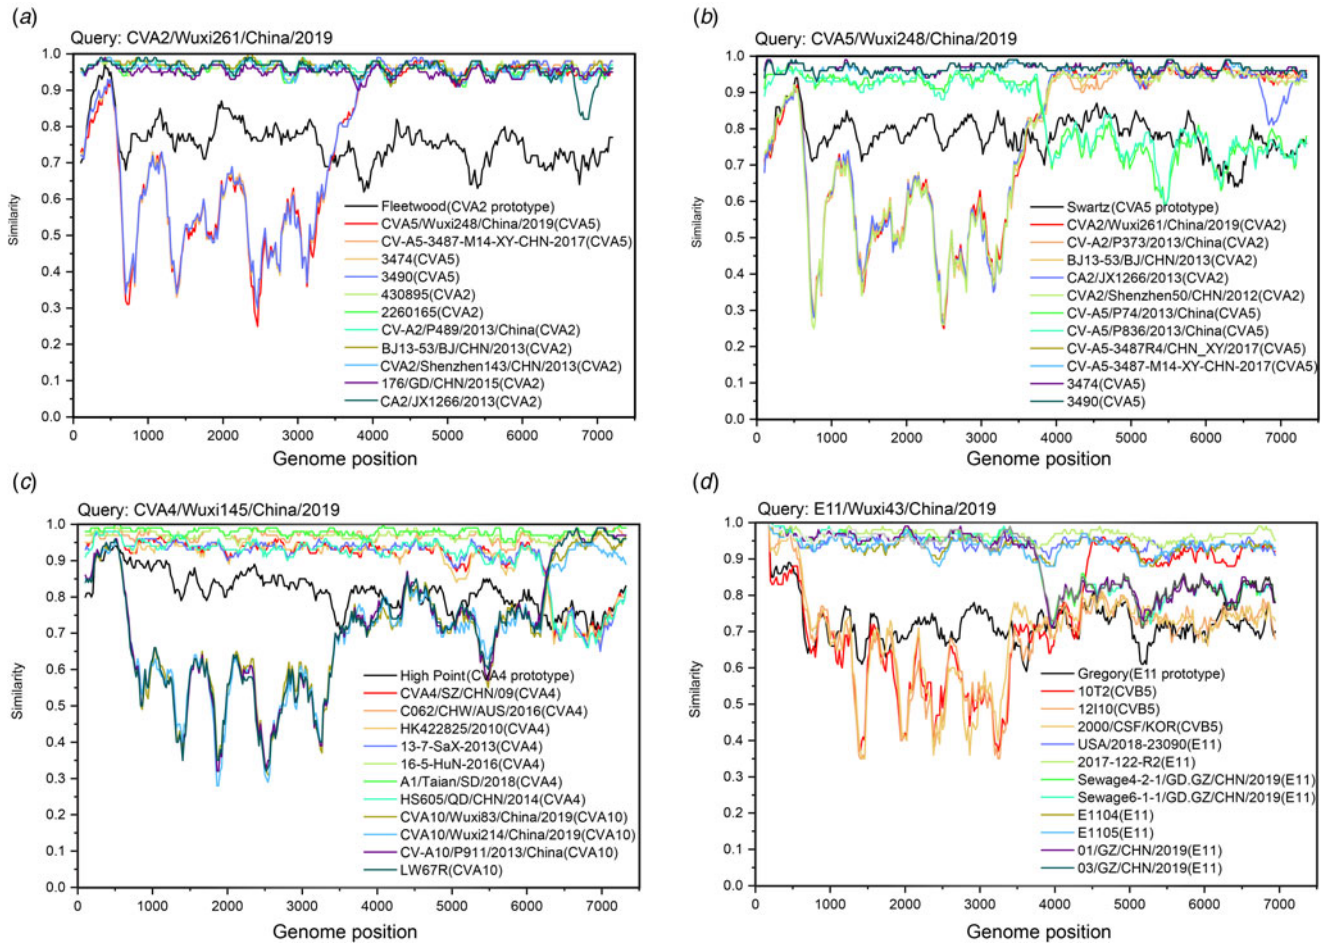 (a)
Query: CVA2/Wuxi261/China/2019
1.0
0.9
0.8
0.7
0.6
0.5
0.4
0.3
0.2
0.1
0.0
Similarity
0 1000 2000 3000 4000 5000 6000 7000
Genome position
Fleetwood(CVA2 prototype)
CVA5/Wuxi248/China/2019(CVA5)
CV-A5-3487-M14-XY-CHN-2017(CVA5)
3474(CVA5)
3490(CVA5)
430895(CVA2)
2260165(CVA2)
CV-A2/P489/2013/China(CVA2)
BJ13-53/BJ/CHN/2013(CVA2)
CVA2/Shenzhen143/CHN/2013(CVA2)
176/GD/CHN/2015(CVA2)
CA2/JX1266/2013(CVA2)
(b)
Query: CVA5/Wuxi248/China/2019
1.0
0.9
0.8
0.7
0.6
0.5
0.4
0.3
0.2
0.1
0.0
Similarity
0 1000 2000 3000 4000 5000 6000 7000
Genome position
Swartz(CVA5 prototype)
CVA2/Wuxi261/China/2019(CVA2)
CV-A2/P373/2013/China(CVA2)
BJ13-53/BJ/CHN/2013(CVA2)
CA2/JX1266/2013(CVA2)
CVA2/Shenzhen50/CHN/2012(CVA2)
CV-A5/P74/2013/China(CVA5)
CV-A5/P836/2013/China(CVA5)
CV-A5-3487R4/CHN_XY/2017(CVA5)
CV-A5-3487-M14-XY-CHN-2017(CVA5)
3474(CVA5)
3490(CVA5)
(c)
Query: CVA4/Wuxi145/China/2019
1.0
0.9
0.8
0.7
0.6
0.5
0.4
0.3
0.2
0.1
0.0
Similarity
0 1000 2000 3000 4000 5000 6000 7000
Genome position
High Point(CVA4 prototype)
CVA4/SZ/CHN/09(CVA4)
C062/CHW/AUS/2016(CVA4)
HK422825/2010(CVA4)
13-7-SaX-2013(CVA4)
16-5-HuN-2016(CVA4)
A1/Taian/SD/2018(CVA4)
HS605/QD/CHN/2014(CVA4)
CVA10/Wuxi83/China/2019(CVA10)
CVA10/Wuxi214/China/2019(CVA10)
CV-A10/P911/2013/China(CVA10)
LW67R(CVA10)
(d)
Query: E11/Wuxi43/China/2019
1.0
0.9
0.8
0.7
0.6
0.5
0.4
0.3
0.2
0.1
0.0
Similarity
0 1000 2000 3000 4000 5000 6000 7000
Genome position
Gregory(E11 prototype)
10T2(CVB5)
12I10(CVB5)
2000/CSF/KOR(CVB5)
USA/2018-23090(E11)
2017-122-R2(E11)
Sewage4-2-1/GD.GZ/CHN/2019(E11)
Sewage6-1-1/GD.GZ/CHN/2019(E11)
E1104(E11)
E1105(E11)
01/GZ/CHN/2019(E11)
03/GZ/CHN/2019(E11)